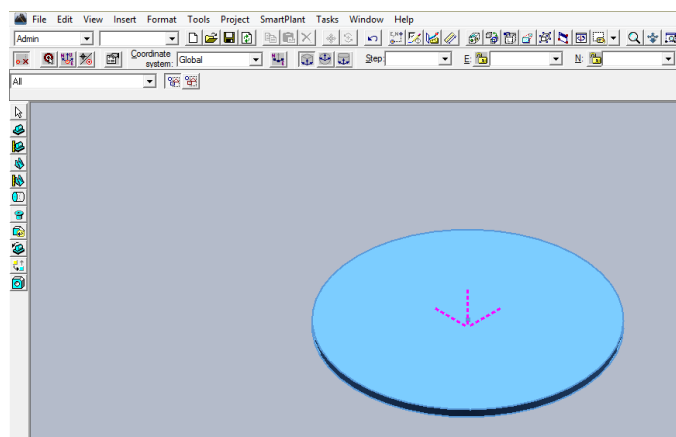 File Edit View Insert Format Tools Project SmartPlant Tasks Window Help
Admin
Coordinate system: Global Step: E: N:
All